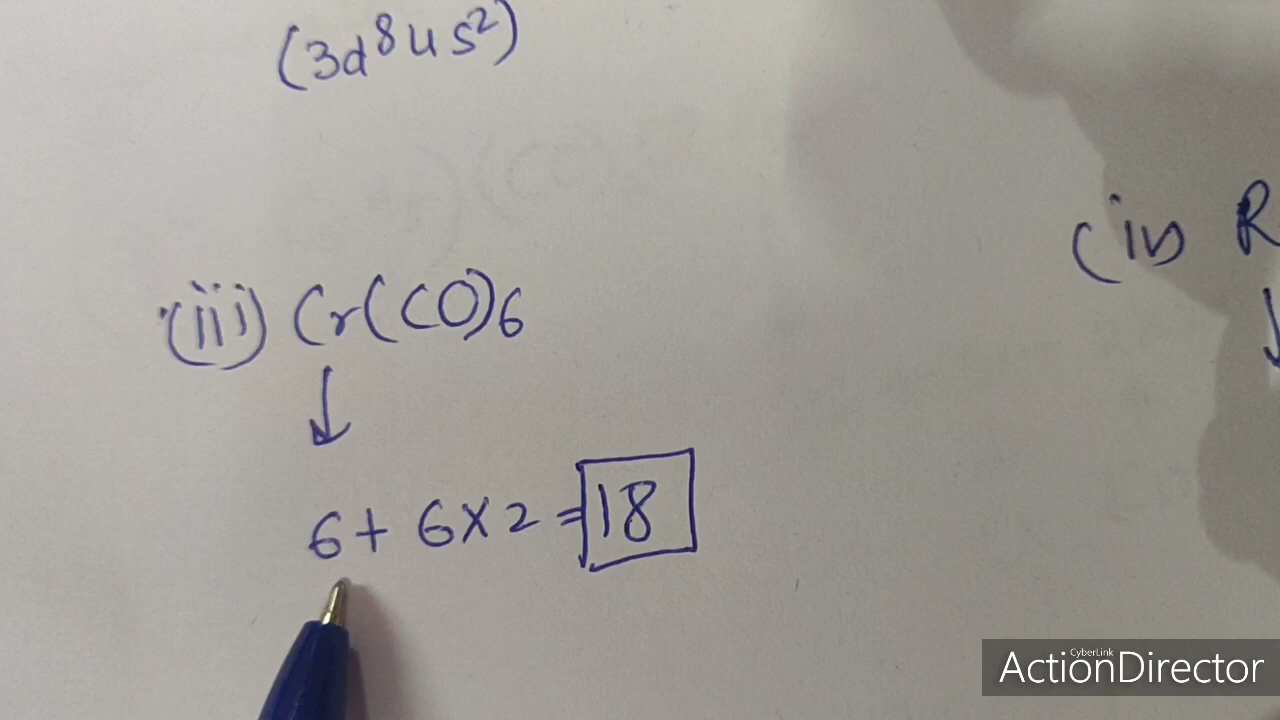 (3d⁸4s²)
(iii) Cr(CO)6
↓
6+ 6×2 = 18
(iv) R
CyberLink
ActionDirector